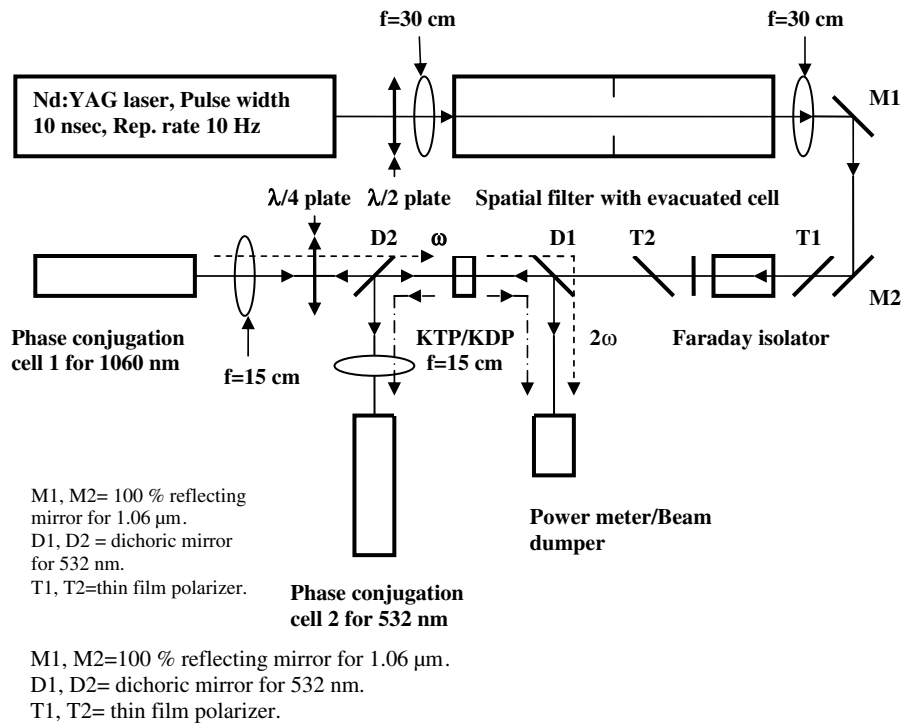 f=30 cm
f=30 cm
Nd:YAG laser, Pulse width
10 nsec, Rep. rate 10 Hz
M1
λ/4 plate
λ/2 plate
Spatial filter with evacuated cell
D2
ω
D1
T2
T1
M2
Phase conjugation
cell 1 for 1060 nm
f=15 cm
KTP/KDP
f=15 cm
2ω
Faraday isolator
M1, M2= 100 % reflecting
mirror for 1.06 µm.
D1, D2 = dichoric mirror
for 532 nm.
T1, T2=thin film polarizer.
Power meter/Beam
dumper
Phase conjugation
cell 2 for 532 nm
M1, M2=100 % reflecting mirror for 1.06 µm.
D1, D2= dichoric mirror for 532 nm.
T1, T2= thin film polarizer.